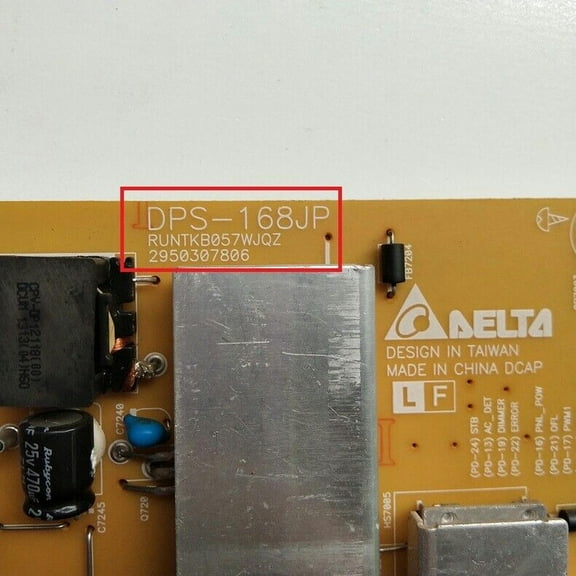 DPS-168JP
RUNTKB057WJQZ
2950307806
FB7204
DELTA
DESIGN IN TAIWAN
MADE IN CHINA DCAP
L F
(PD-24) STB
(PD-13) AC_DET
(PD-19) DIMMER
(PD-22) ERROR
(PD-16) PNL_POW
(PD-21) OFL
(PD-17) PWM1
C7240
Rubycon
25V470
C7245
Q720
HS7005